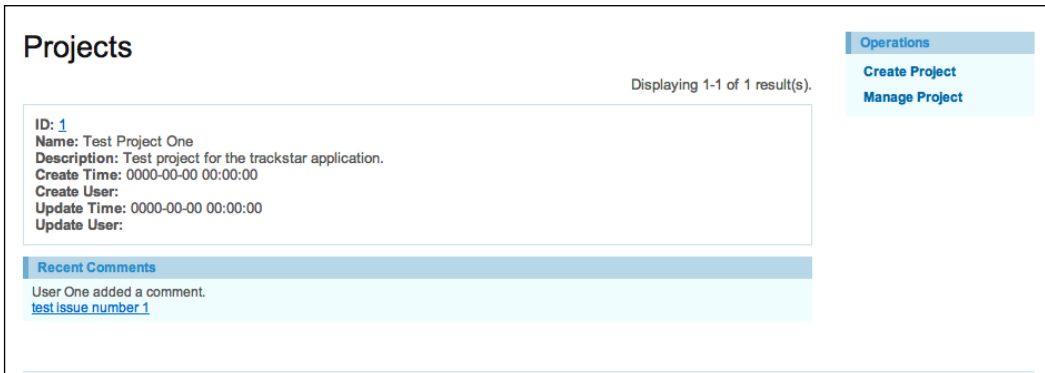 Projects
Displaying 1-1 of 1 result(s).
ID: 1
Name: Test Project One
Description: Test project for the trackstar application.
Create Time: 0000-00-00 00:00:00
Create User:
Update Time: 0000-00-00 00:00:00
Update User:
Recent Comments
User One added a comment.
test issue number 1
Operations
Create Project
Manage Project